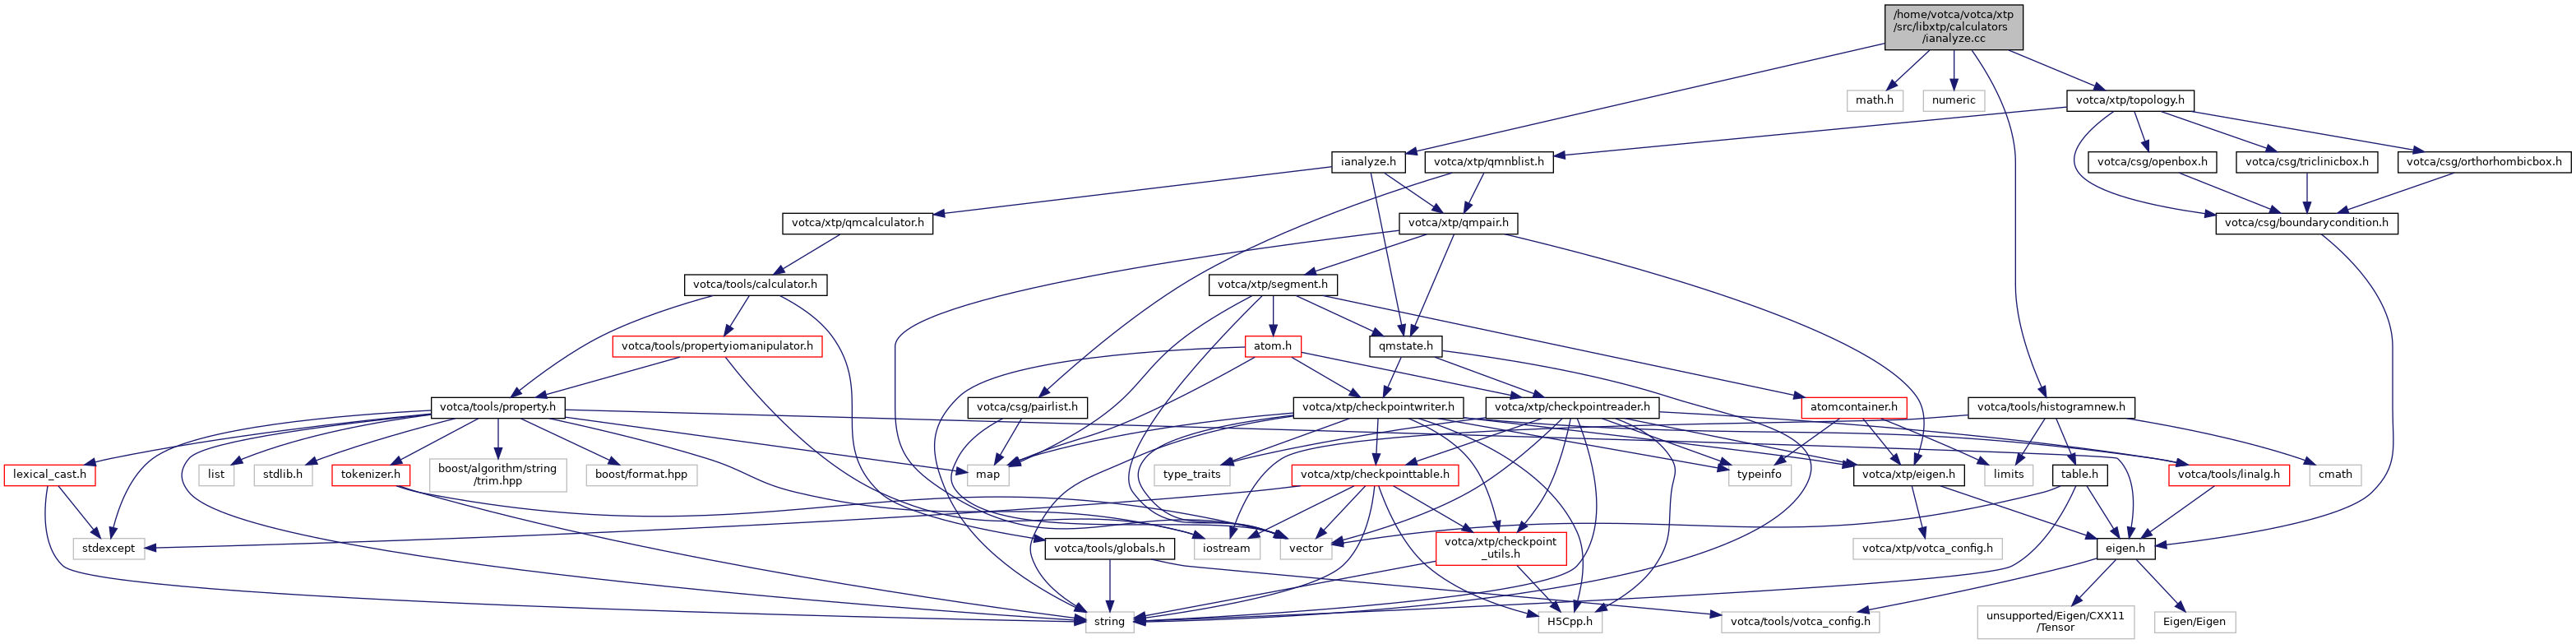 /home/votca/votca/xtp
/src/libxtp/calculators
/ianalyze.cc
math.h
numeric
votca/xtp/topology.h
ianalyze.h
votca/xtp/qmnblist.h
votca/csg/openbox.h
votca/csg/triclinicbox.h
votca/csg/orthorhombicbox.h
votca/xtp/qmcalculator.h
votca/xtp/qmpair.h
votca/csg/boundarycondition.h
votca/tools/calculator.h
votca/xtp/segment.h
votca/tools/propertyiomanipulator.h
atom.h
qmstate.h
votca/tools/property.h
votca/csg/pairlist.h
votca/xtp/checkpointwriter.h
votca/xtp/checkpointreader.h
atomcontainer.h
votca/tools/histogramnew.h
lexical_cast.h
list
stdlib.h
tokenizer.h
boost/algorithm/string
/trim.hpp
boost/format.hpp
map
type_traits
votca/xtp/checkpointtable.h
typeinfo
votca/xtp/eigen.h
limits
table.h
votca/tools/linalg.h
cmath
stdexcept
votca/tools/globals.h
iostream
vector
votca/xtp/checkpoint
_utils.h
votca/xtp/votca_config.h
eigen.h
string
H5Cpp.h
votca/tools/votca_config.h
unsupported/Eigen/CXX11
/Tensor
Eigen/Eigen